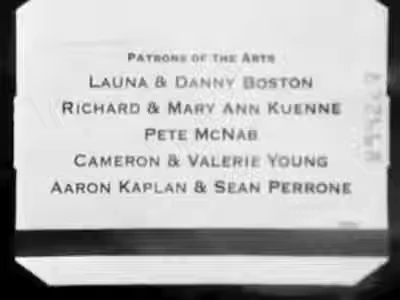 PATRONS OF THE ARTS
LAUNA & DANNY BOSTON
RICHARD & MARY ANN KUENNE
PETE MCNAB
CAMERON & VALERIE YOUNG
AARON KAPLAN & SEAN PERRONE